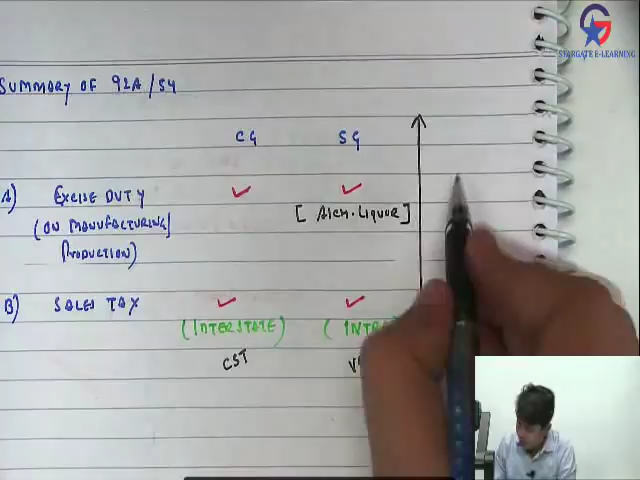 STARGATE E-LEARNING
SUMMARY OF 92A/54
CG SG
A) EXCISE DUTY ✓ ✓
(ON MANUFACTURING/ [ALCH. LIQUOR]
PRODUCTION)
B) SALES TAX ✓ ✓
(INTERSTATE) (INTRA
CST